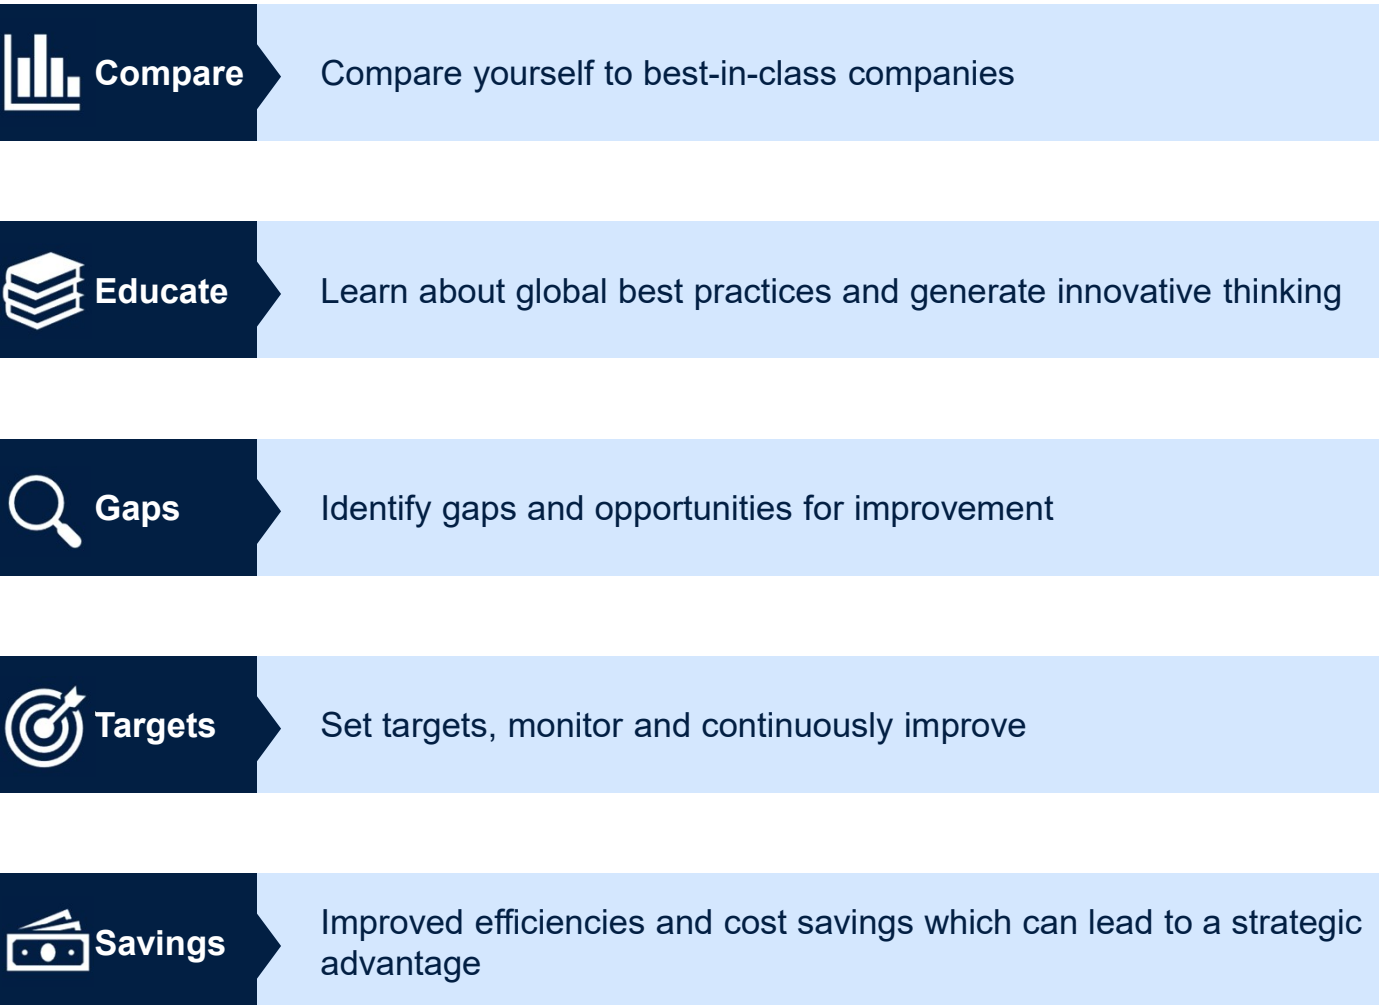 Compare
Compare yourself to best-in-class companies
Educate
Learn about global best practices and generate innovative thinking
Gaps
Identify gaps and opportunities for improvement
Targets
Set targets, monitor and continuously improve
Savings
Improved efficiencies and cost savings which can lead to a strategic
advantage